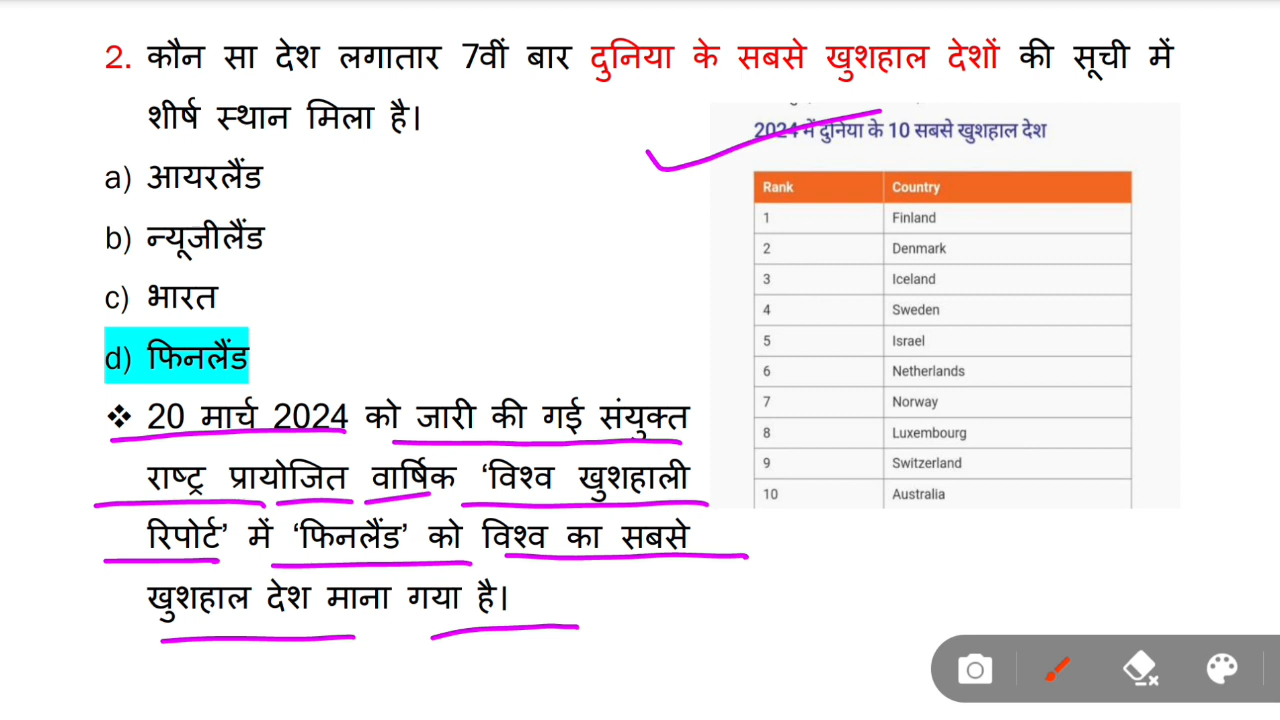 2. कौन सा देश लगातार 7वीं बार दुनिया के सबसे खुशहाल देशों की सूची में
शीर्ष स्थान मिला है।
a) आयरलैंड
b) न्यूजीलैंड
c) भारत
d) फिनलैंड
❖ 20 मार्च 2024 को जारी की गई संयुक्त
राष्ट्र प्रायोजित वार्षिक ‘विश्व खुशहाली
रिपोर्ट’ में ‘फिनलैंड’ को विश्व का सबसे
खुशहाल देश माना गया है।
2024 में दुनिया के 10 सबसे खुशहाल देश
Rank Country
1 Finland
2 Denmark
3 Iceland
4 Sweden
5 Israel
6 Netherlands
7 Norway
8 Luxembourg
9 Switzerland
10 Australia